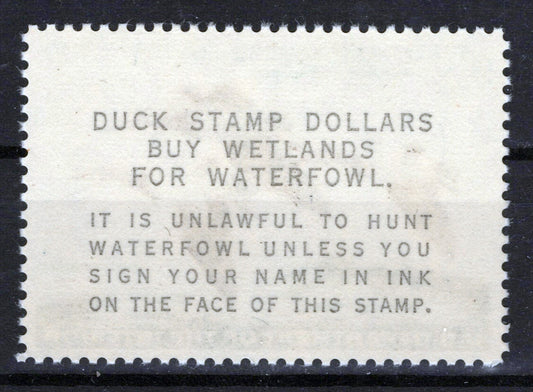 DUCK STAMP DOLLARS
BUY WETLANDS
FOR WATERFOWL.
IT IS UNLAWFUL TO HUNT
WATERFOWL UNLESS YOU
SIGN YOUR NAME IN INK
ON THE FACE OF THIS STAMP.